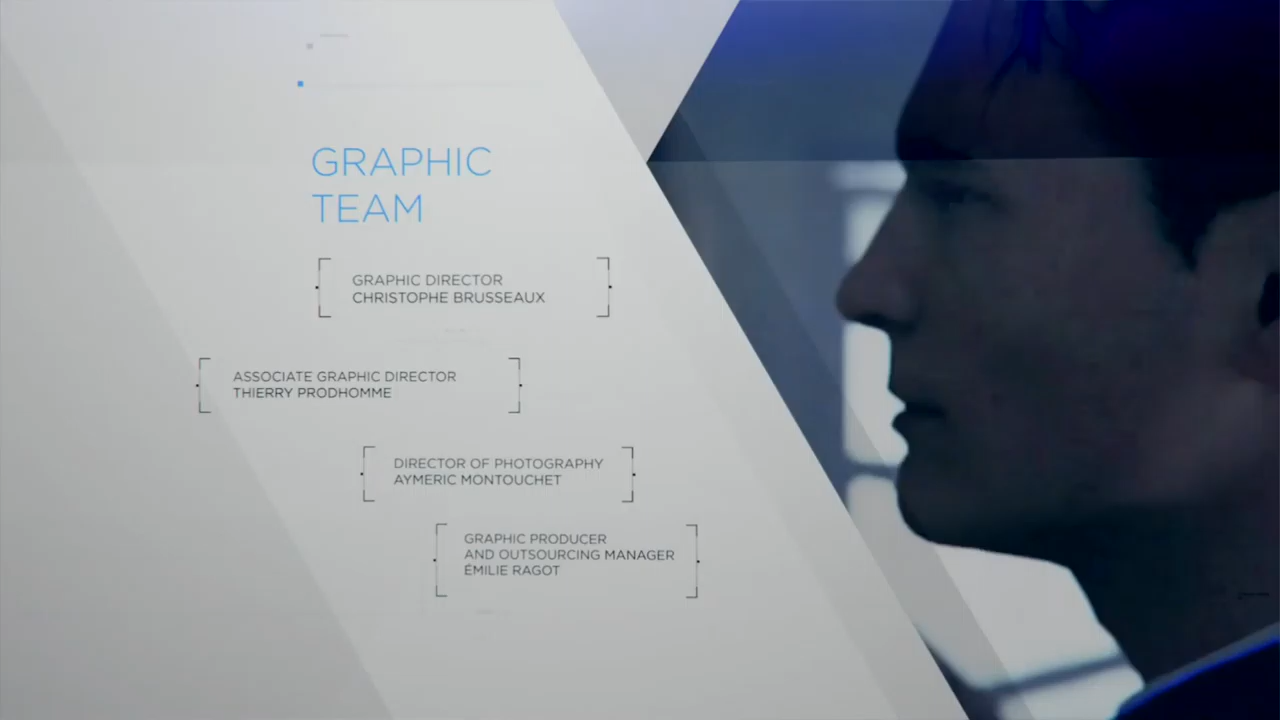 GRAPHIC
TEAM
GRAPHIC DIRECTOR
CHRISTOPHE BRUSSEAUX
ASSOCIATE GRAPHIC DIRECTOR
THIERRY PRODHOMME
DIRECTOR OF PHOTOGRAPHY
AYMERIC MONTOUCHET
GRAPHIC PRODUCER
AND OUTSOURCING MANAGER
ÉMILIE RAGOT